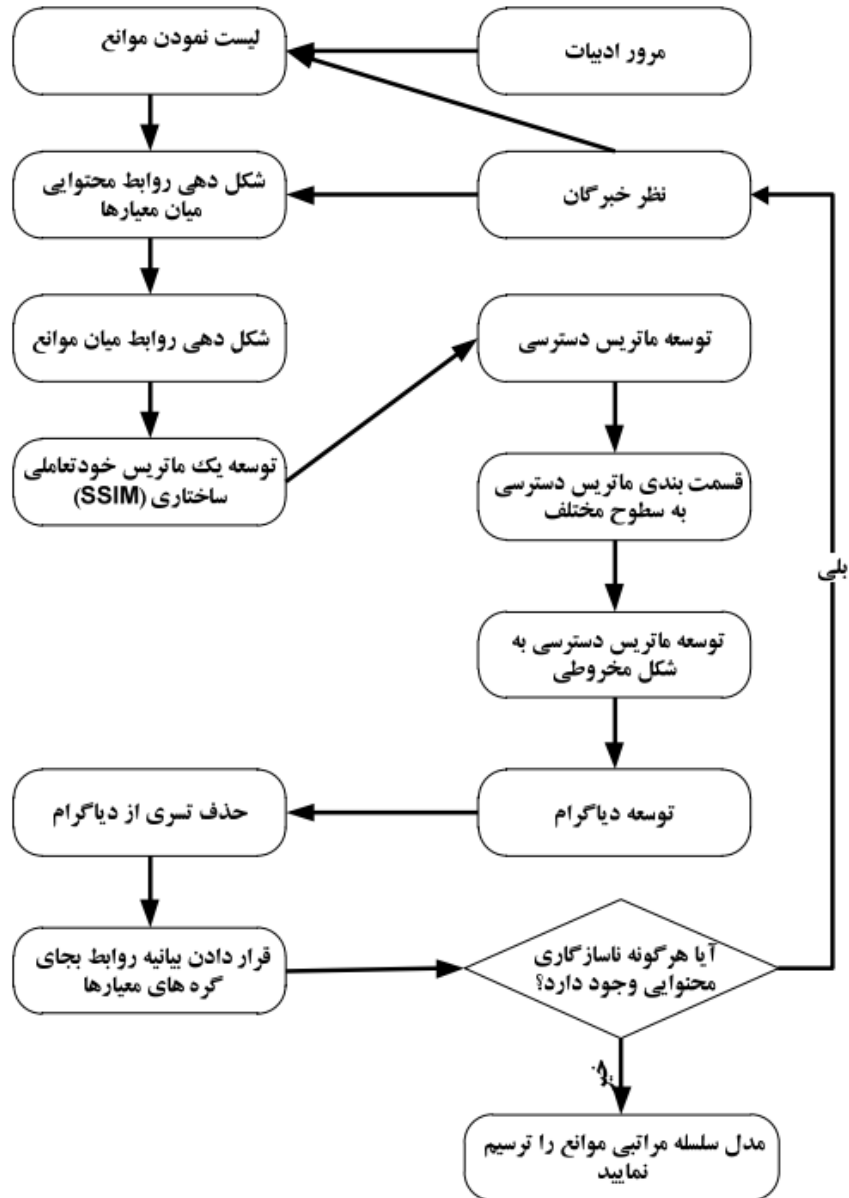 مرور ادبیات
لیست نمودن موانع
نظر خبرگان
شکل دهی روابط محتوایی
میان معیارها
شکل دهی روابط میان موانع
توسعه یک ماتریس خودتعاملی
ساختاری (SSIM)
توسعه ماتریس دسترسی
قسمت بندی ماتریس دسترسی
به سطوح مختلف
توسعه ماتریس دسترسی به
شکل مخروطی
توسعه دیاگرام
حذف تسری از دیاگرام
قرار دادن بیانیه روابط بجای
گره های معیارها
آیا هرگونه ناسازگاری
محتوایی وجود دارد؟
بلی
خیر
مدل سلسله مراتبی موانع را ترسیم
نمایید